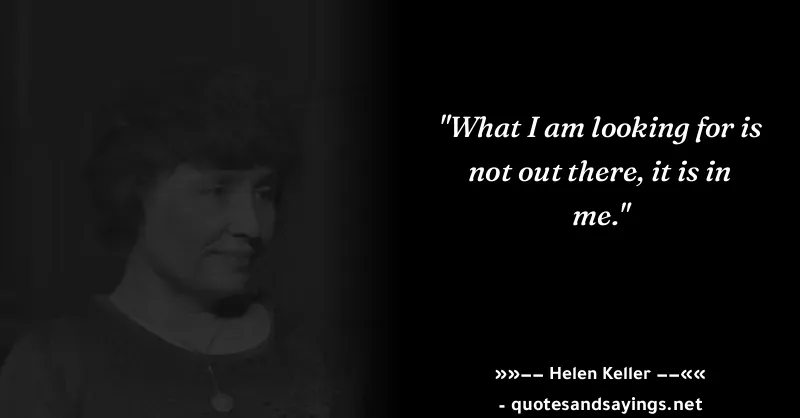 "What I am looking for is
not out there, it is in
me."
»»−− Helen Keller −−««
- quotesandsayings.net